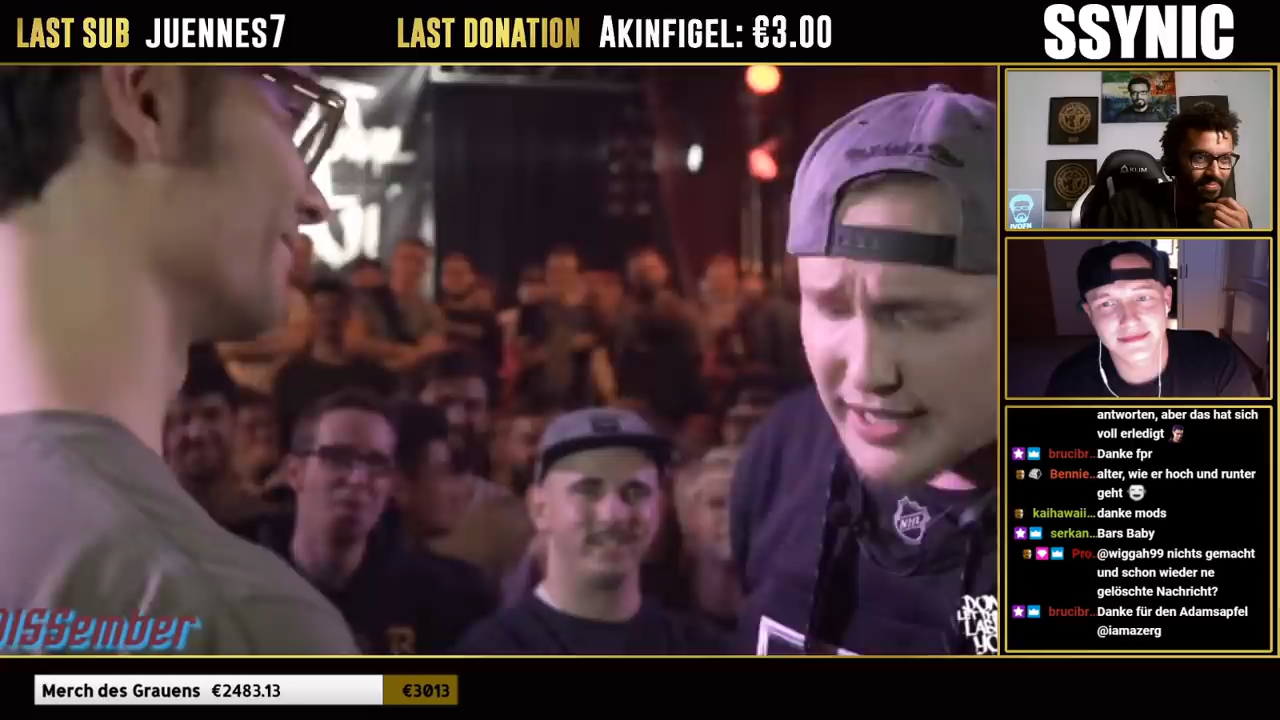 LAST SUB JUENNES7
LAST DONATION AKINFIGEL: €3.00
SSYNIC
KLIM
NHL
DISSember
antworten, aber das hat sich
voll erledigt
brucibr.. Danke fpr
Bennie.. alter, wie er hoch und runter
geht
kaihawaii... danke mods
serkan.. Bars Baby
Pro.. @wiggah99 nichts gemacht
und schon wieder ne
gelöschte Nachricht?
brucibr.. Danke für den Adamsapfel
@iamazerg
Merch des Grauens €2483.13
€3013